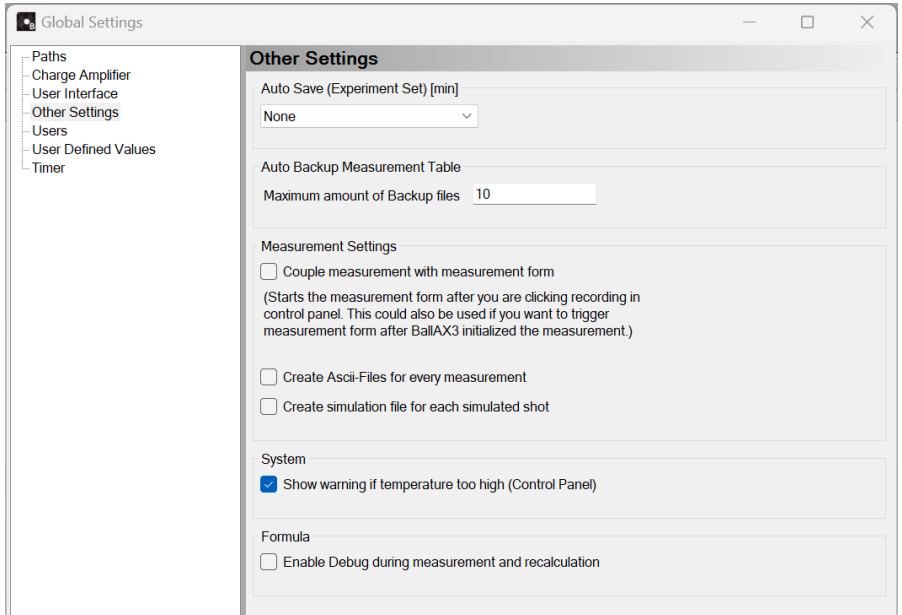 Global Settings
Paths
Charge Amplifier
User Interface
Other Settings
Users
User Defined Values
Timer
Other Settings
Auto Save (Experiment Set) [min]
None
Auto Backup Measurement Table
Maximum amount of Backup files 10
Measurement Settings
Couple measurement with measurement form
(Starts the measurement form after you are clicking recording in
control panel. This could also be used if you want to trigger
measurement form after BallAX3 initialized the measurement.)
Create Ascii-Files for every measurement
Create simulation file for each simulated shot
System
Show warning if temperature too high (Control Panel)
Formula
Enable Debug during measurement and recalculation